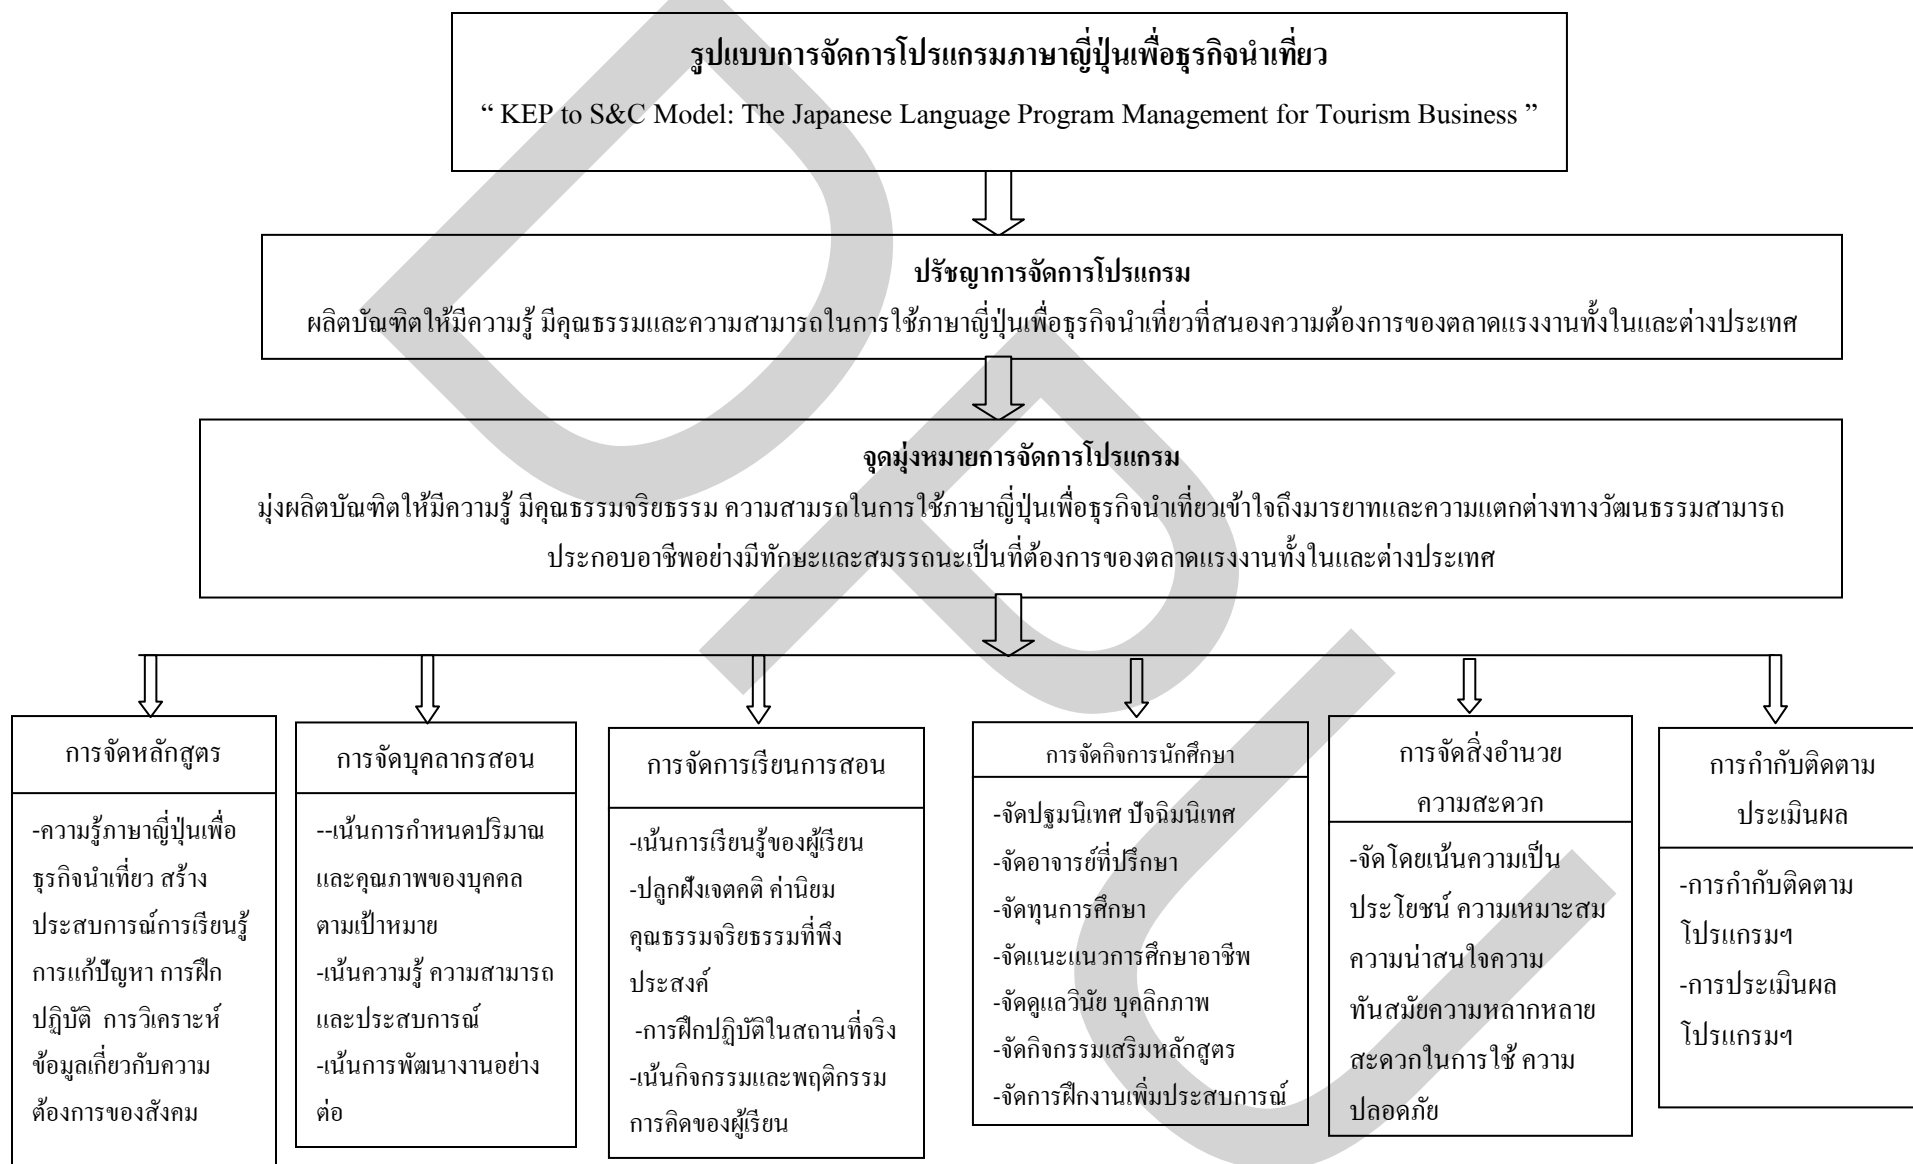 รูปแบบการจัดการโปรแกรมภาษาญี่ปุ่นเพื่อธุรกิจนำเที่ยว
“ KEP to S&C Model: The Japanese Language Program Management for Tourism Business ”
ปรัชญาการจัดการโปรแกรม
ผลิตบัณฑิตให้มีความรู้ มีคุณธรรมและความสามารถในการใช้ภาษาญี่ปุ่นเพื่อธุรกิจนำเที่ยวที่สนองความต้องการของตลาดแรงงานทั้งในและต่างประเทศ
จุดมุ่งหมายการจัดการโปรแกรม
มุ่งผลิตบัณฑิตให้มีความรู้ มีคุณธรรมจริยธรรม ความสามรถในการใช้ภาษาญี่ปุ่นเพื่อธุรกิจนำเที่ยวเข้าใจถึงมารยาทและความแตกต่างทางวัฒนธรรมสามารถ
ประกอบอาชีพอย่างมีทักษะและสมรรถนะเป็นที่ต้องการของตลาดแรงงานทั้งในและต่างประเทศ
การจัดหลักสูตร
-ความรู้ภาษาญี่ปุ่นเพื่อ
ธุรกิจนำเที่ยว สร้าง
ประสบการณ์การเรียนรู้
การแก้ปัญหา การฝึก
ปฏิบัติ การวิเคราะห์
ข้อมูลเกี่ยวกับความ
ต้องการของสังคม
การจัดบุคลากรสอน
--เน้นการกำหนดปริมาณ
และคุณภาพของบุคคล
ตามเป้าหมาย
-เน้นความรู้ ความสามารถ
และประสบการณ์
-เน้นการพัฒนางานอย่าง
ต่อ
การจัดการเรียนการสอน
-เน้นการเรียนรู้ของผู้เรียน
-ปลูกฝังเจตคติ ค่านิยม
คุณธรรมจริยธรรมที่พึง
ประสงค์
-การฝึกปฏิบัติในสถานที่จริง
-เน้นกิจกรรมและพฤติกรรม
การคิดของผู้เรียน
การจัดกิจการนักศึกษา
-จัดปฐมนิเทศ ปัจฉิมนิเทศ
-จัดอาจารย์ที่ปรึกษา
-จัดทุนการศึกษา
-จัดแนะแนวการศึกษาอาชีพ
-จัดดูแลวินัย บุคลิกภาพ
-จัดกิจกรรมเสริมหลักสูตร
-จัดการฝึกงานเพิ่มประสบการณ์
การจัดสิ่งอำนวย
ความสะดวก
-จัดโดยเน้นความเป็น
ประโยชน์ ความเหมาะสม
ความน่าสนใจความ
ทันสมัยความหลากหลาย
สะดวกในการใช้ ความ
ปลอดภัย
การกำกับติดตาม
ประเมินผล
-การกำกับติดตาม
โปรแกรมฯ
-การประเมินผล
โปรแกรมฯ
DPU